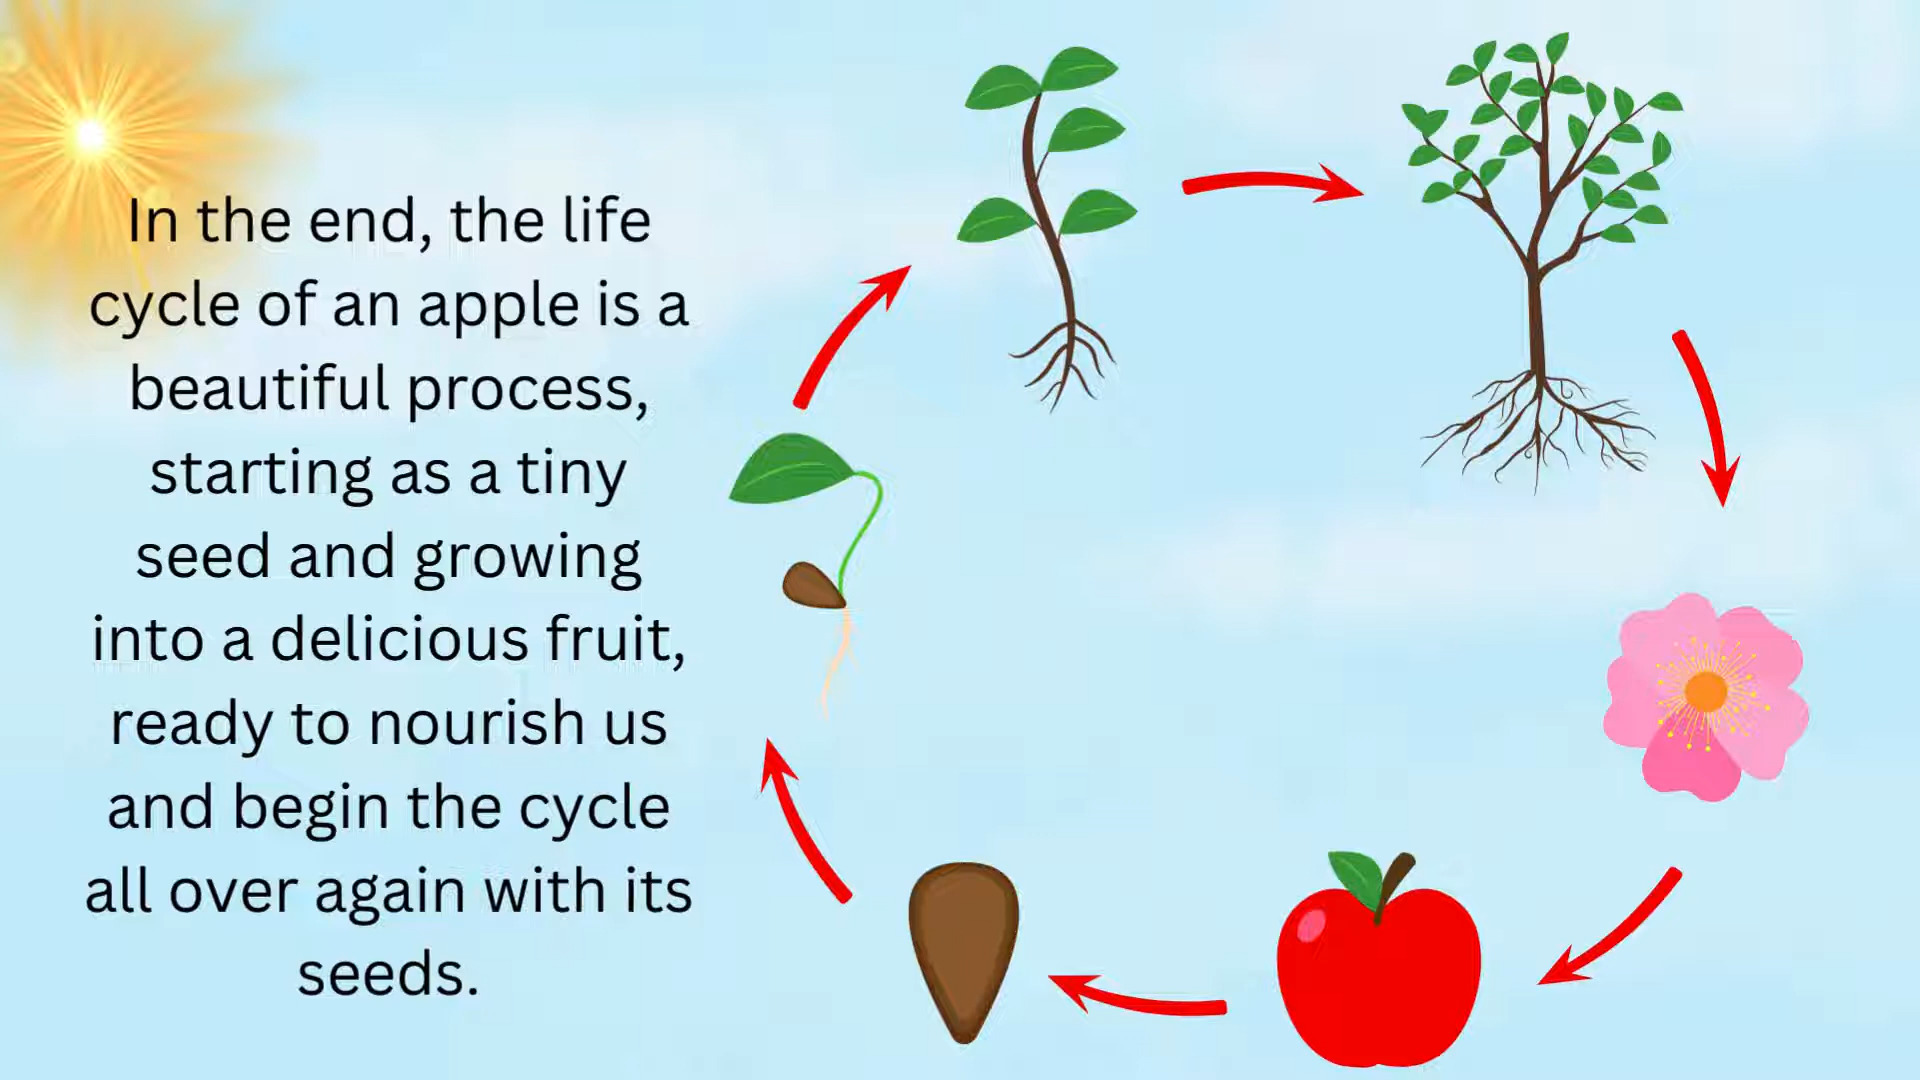 In the end, the life
cycle of an apple is a
beautiful process,
starting as a tiny
seed and growing
into a delicious fruit,
ready to nourish us
and begin the cycle
all over again with its
seeds.